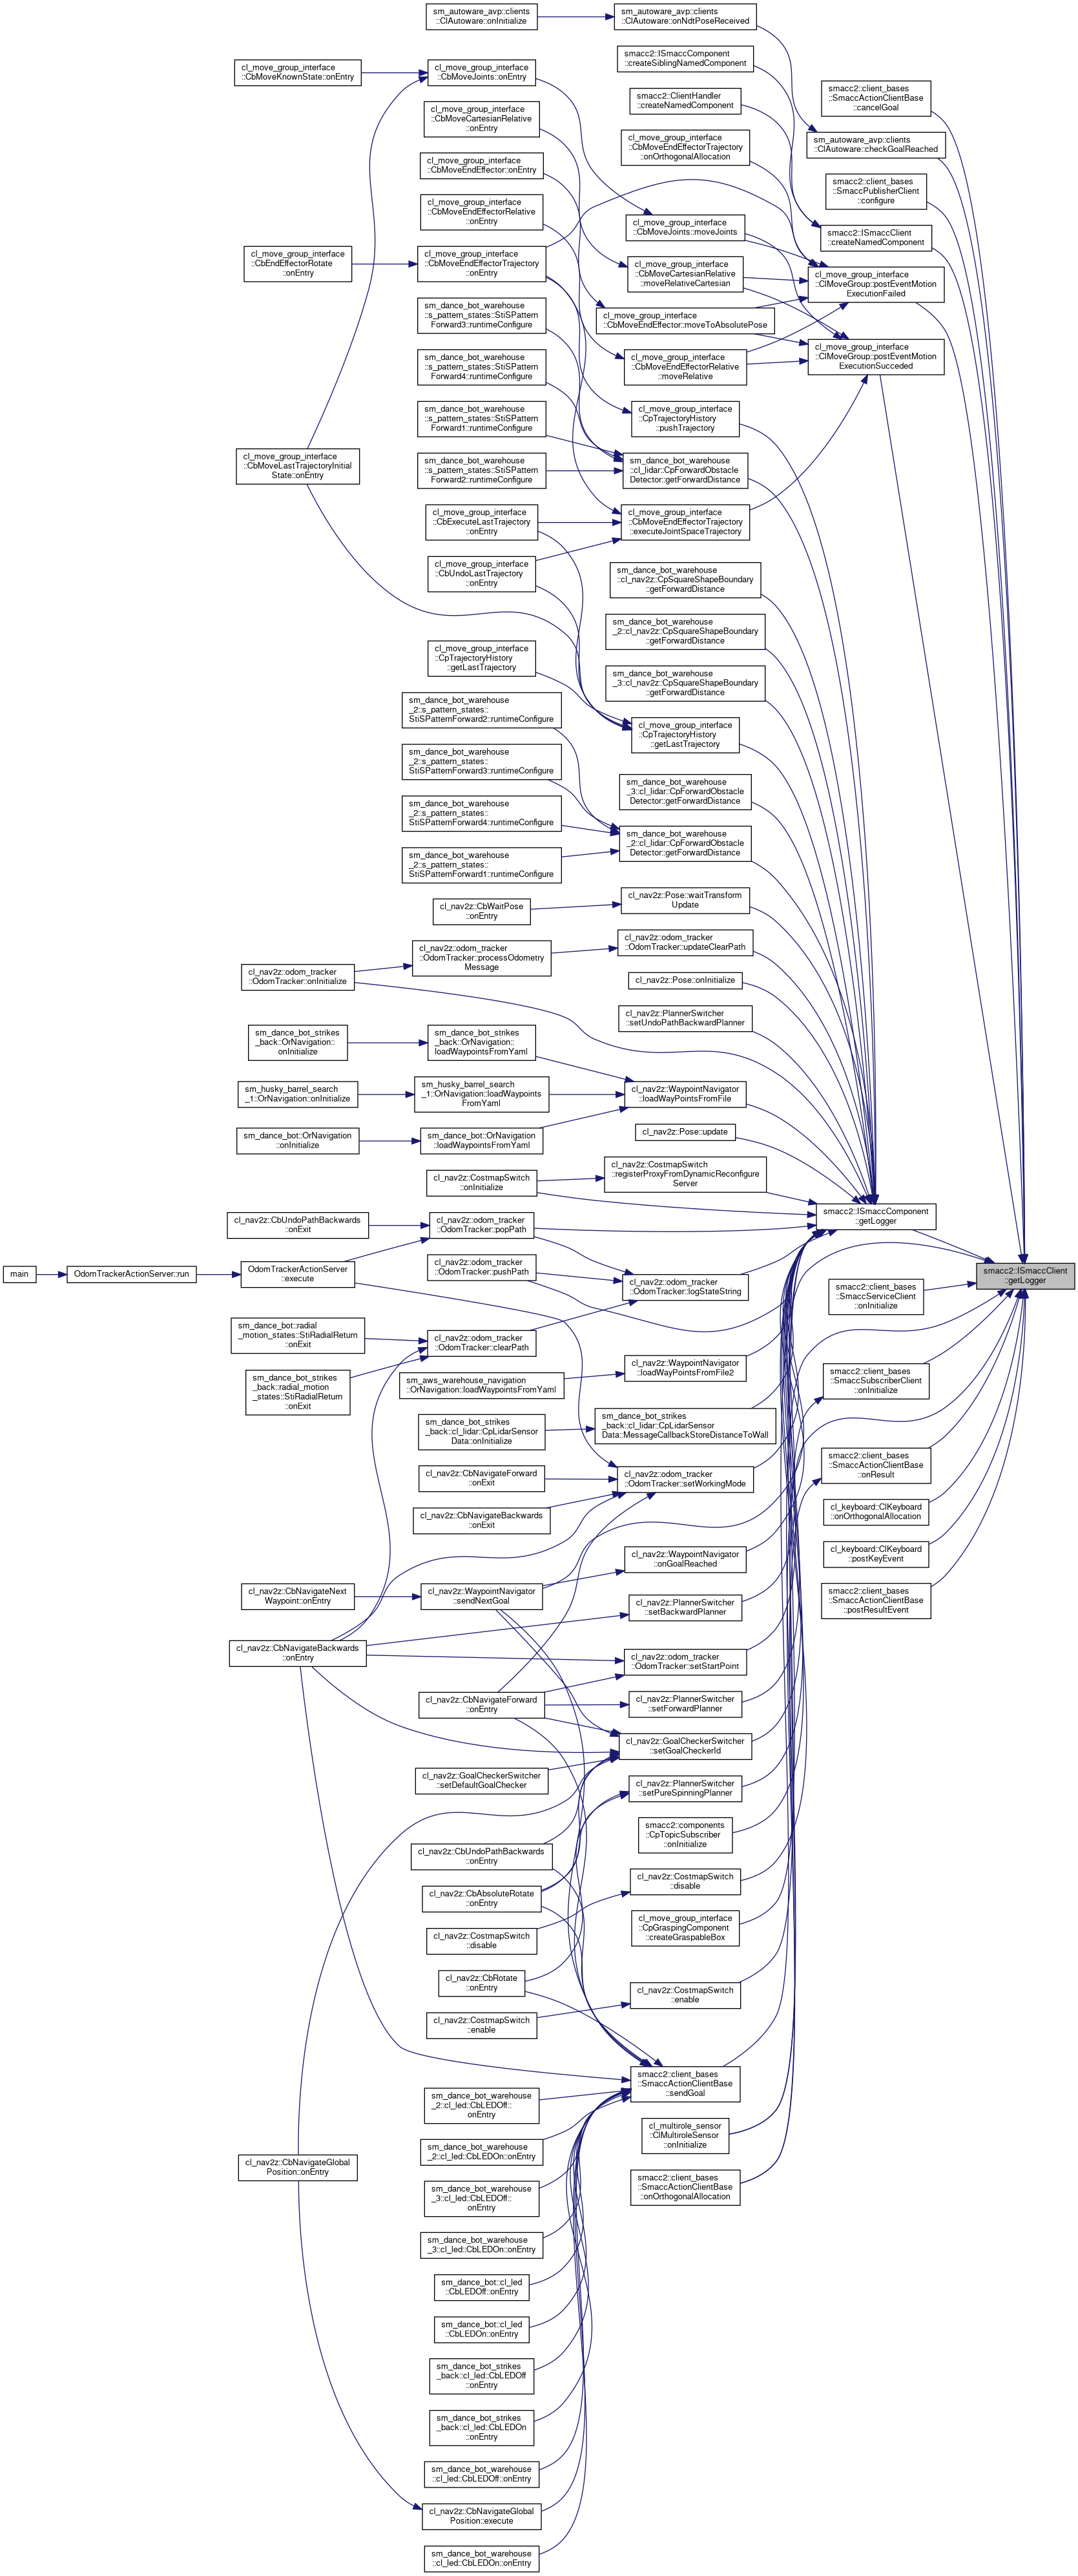 sm_autoware_avp::clients
::ClAutoware::onInitialize
sm_autoware_avp::clients
::ClAutoware::onNdtPoseReceived
smacc2::ISmaccComponent
::createSiblingNamedComponent
cl_move_group_interface
::CbMoveKnownState::onEntry
cl_move_group_interface
::CbMoveJoints::onEntry
smacc2::ClientHandler
::createNamedComponent
smacc2::client_bases
::SmaccActionClientBase
::cancelGoal
cl_move_group_interface
::CbMoveCartesianRelative
::onEntry
cl_move_group_interface
::CbMoveEndEffectorTrajectory
::onOrthogonalAllocation
sm_autoware_avp::clients
::ClAutoware::checkGoalReached
cl_move_group_interface
::CbMoveEndEffector::onEntry
smacc2::client_bases
::SmaccPublisherClient
::configure
cl_move_group_interface
::CbMoveEndEffectorRelative
::onEntry
cl_move_group_interface
::CbMoveJoints::moveJoints
smacc2::ISmaccClient
::createNamedComponent
cl_move_group_interface
::CbEndEffectorRotate
::onEntry
cl_move_group_interface
::CbMoveEndEffectorTrajectory
::onEntry
cl_move_group_interface
::CbMoveCartesianRelative
::moveRelativeCartesian
cl_move_group_interface
::ClMoveGroup::postEventMotion
ExecutionFailed
sm_dance_bot_warehouse
::s_pattern_states::StiSPattern
Forward3::runtimeConfigure
cl_move_group_interface
::CbMoveEndEffector::moveToAbsolutePose
cl_move_group_interface
::ClMoveGroup::postEventMotion
ExecutionSucceded
sm_dance_bot_warehouse
::s_pattern_states::StiSPattern
Forward4::runtimeConfigure
cl_move_group_interface
::CbMoveEndEffectorRelative
::moveRelative
sm_dance_bot_warehouse
::s_pattern_states::StiSPattern
Forward1::runtimeConfigure
cl_move_group_interface
::CpTrajectoryHistory
::pushTrajectory
cl_move_group_interface
::CbMoveLastTrajectoryInitial
State::onEntry
sm_dance_bot_warehouse
::s_pattern_states::StiSPattern
Forward2::runtimeConfigure
sm_dance_bot_warehouse
::cl_lidar::CpForwardObstacle
Detector::getForwardDistance
cl_move_group_interface
::CbExecuteLastTrajectory
::onEntry
cl_move_group_interface
::CbMoveEndEffectorTrajectory
::executeJointSpaceTrajectory
cl_move_group_interface
::CbUndoLastTrajectory
::onEntry
sm_dance_bot_warehouse
::cl_nav2z::CpSquareShapeBoundary
::getForwardDistance
sm_dance_bot_warehouse
_2::cl_nav2z::CpSquareShapeBoundary
::getForwardDistance
cl_move_group_interface
::CpTrajectoryHistory
::getLastTrajectory
sm_dance_bot_warehouse
_3::cl_nav2z::CpSquareShapeBoundary
::getForwardDistance
sm_dance_bot_warehouse
_2::s_pattern_states::
StiSPatternForward2::runtimeConfigure
cl_move_group_interface
::CpTrajectoryHistory
::getLastTrajectory
sm_dance_bot_warehouse
_2::s_pattern_states::
StiSPatternForward3::runtimeConfigure
sm_dance_bot_warehouse
_3::cl_lidar::CpForwardObstacle
Detector::getForwardDistance
sm_dance_bot_warehouse
_2::s_pattern_states::
StiSPatternForward4::runtimeConfigure
sm_dance_bot_warehouse
_2::cl_lidar::CpForwardObstacle
Detector::getForwardDistance
sm_dance_bot_warehouse
_2::s_pattern_states::
StiSPatternForward1::runtimeConfigure
cl_nav2z::CbWaitPose
::onEntry
cl_nav2z::Pose::waitTransform
Update
cl_nav2z::odom_tracker
::OdomTracker::onInitialize
cl_nav2z::odom_tracker
::OdomTracker::processOdometry
Message
cl_nav2z::odom_tracker
::OdomTracker::updateClearPath
cl_nav2z::Pose::onInitialize
sm_dance_bot_strikes
_back::OrNavigation::
onInitialize
sm_dance_bot_strikes
_back::OrNavigation::
loadWaypointsFromYaml
cl_nav2z::PlannerSwitcher
::setUndoPathBackwardPlanner
sm_husky_barrel_search
_1::OrNavigation::onInitialize
sm_husky_barrel_search
_1::OrNavigation::loadWaypoints
FromYaml
cl_nav2z::WaypointNavigator
::loadWayPointsFromFile
sm_dance_bot::OrNavigation
::onInitialize
sm_dance_bot::OrNavigation
::loadWaypointsFromYaml
cl_nav2z::Pose::update
cl_nav2z::CostmapSwitch
::onInitialize
cl_nav2z::CostmapSwitch
::registerProxyFromDynamicReconfigure
Server
cl_nav2z::CbUndoPathBackwards
::onExit
cl_nav2z::odom_tracker
::OdomTracker::popPath
smacc2::ISmaccComponent
::getLogger
main
OdomTrackerActionServer::run
OdomTrackerActionServer
::execute
cl_nav2z::odom_tracker
::OdomTracker::pushPath
cl_nav2z::odom_tracker
::OdomTracker::logStateString
smacc2::client_bases
::SmaccServiceClient
::onInitialize
smacc2::ISmaccClient
::getLogger
sm_dance_bot::radial
_motion_states::StiRadialReturn
::onExit
cl_nav2z::odom_tracker
::OdomTracker::clearPath
sm_dance_bot_strikes
_back::radial_motion
_states::StiRadialReturn
::onExit
sm_aws_warehouse_navigation
::OrNavigation::loadWaypointsFromYaml
cl_nav2z::WaypointNavigator
::loadWayPointsFromFile2
smacc2::client_bases
::SmaccSubscriberClient
::onInitialize
sm_dance_bot_strikes
_back::cl_lidar::CpLidarSensor
Data::onInitialize
sm_dance_bot_strikes
_back::cl_lidar::CpLidarSensor
Data::MessageCallbackStoreDistanceToWall
smacc2::client_bases
::SmaccActionClientBase
::onResult
cl_nav2z::CbNavigateForward
::onExit
cl_nav2z::odom_tracker
::OdomTracker::setWorkingMode
cl_keyboard::ClKeyboard
::onOrthogonalAllocation
cl_nav2z::CbNavigateBackwards
::onExit
cl_keyboard::ClKeyboard
::postKeyEvent
cl_nav2z::WaypointNavigator
::onGoalReached
smacc2::client_bases
::SmaccActionClientBase
::postResultEvent
cl_nav2z::CbNavigateNext
Waypoint::onEntry
cl_nav2z::WaypointNavigator
::sendNextGoal
cl_nav2z::PlannerSwitcher
::setBackwardPlanner
cl_nav2z::CbNavigateBackwards
::onEntry
cl_nav2z::odom_tracker
::OdomTracker::setStartPoint
cl_nav2z::CbNavigateForward
::onEntry
cl_nav2z::PlannerSwitcher
::setForwardPlanner
cl_nav2z::GoalCheckerSwitcher
::setGoalCheckerId
cl_nav2z::GoalCheckerSwitcher
::setDefaultGoalChecker
cl_nav2z::PlannerSwitcher
::setPureSpinningPlanner
smacc2::components
::CpTopicSubscriber
::onInitialize
cl_nav2z::CbUndoPathBackwards
::onEntry
cl_nav2z::CostmapSwitch
::disable
cl_nav2z::CbAbsoluteRotate
::onEntry
cl_move_group_interface
::CpGraspingComponent
::createGraspableBox
cl_nav2z::CostmapSwitch
::disable
cl_nav2z::CbRotate
::onEntry
cl_nav2z::CostmapSwitch
::enable
cl_nav2z::CostmapSwitch
::enable
smacc2::client_bases
::SmaccActionClientBase
::sendGoal
sm_dance_bot_warehouse
_2::cl_led::CbLEDOff::
onEntry
cl_multirole_sensor
::ClMultiroleSensor
::onInitialize
sm_dance_bot_warehouse
_2::cl_led::CbLEDOn::onEntry
cl_nav2z::CbNavigateGlobal
Position::onEntry
smacc2::client_bases
::SmaccActionClientBase
::onOrthogonalAllocation
sm_dance_bot_warehouse
_3::cl_led::CbLEDOff::
onEntry
sm_dance_bot_warehouse
_3::cl_led::CbLEDOn::onEntry
sm_dance_bot::cl_led
::CbLEDOff::onEntry
sm_dance_bot::cl_led
::CbLEDOn::onEntry
sm_dance_bot_strikes
_back::cl_led::CbLEDOff
::onEntry
sm_dance_bot_strikes
_back::cl_led::CbLEDOn
::onEntry
sm_dance_bot_warehouse
::cl_led::CbLEDOff::onEntry
cl_nav2z::CbNavigateGlobal
Position::execute
sm_dance_bot_warehouse
::cl_led::CbLEDOn::onEntry